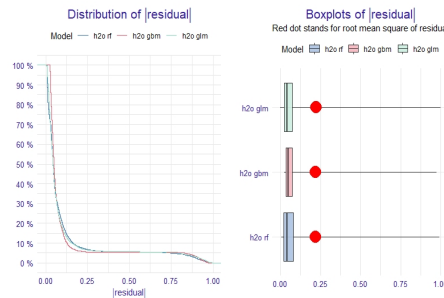 Distribution of |residual|
Model h2o rf h2o gbm h2o glm
100 %
90 %
80 %
70 %
60 %
50 %
40 %
30 %
20 %
10 %
0 %
0.00 0.25 0.50 0.75 1.00
|residual|
Boxplots of |residual|
Red dot stands for root mean square of residua
Model h2o rf h2o gbm h2o glm
h2o glm
h2o gbm
h2o rf
0.00 0.25 0.50 0.75 1.0